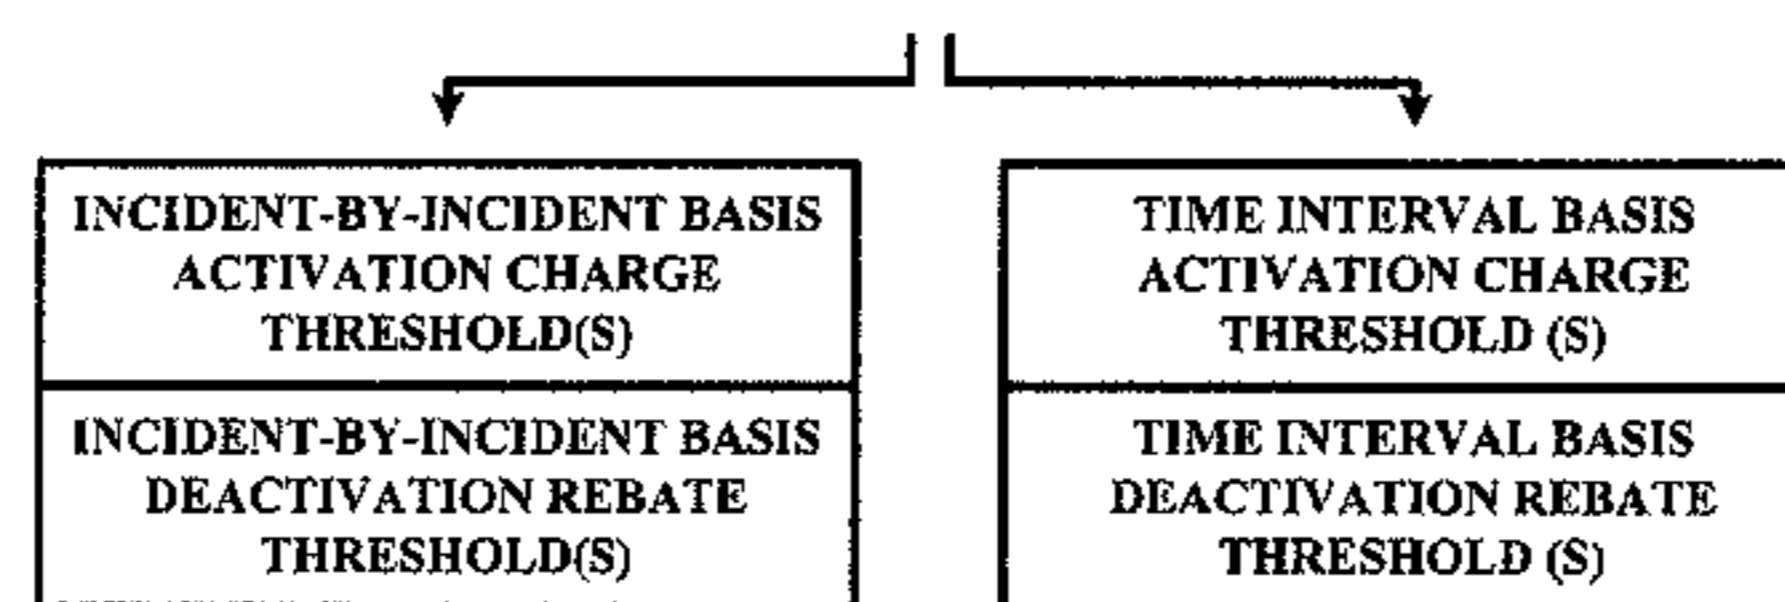 INCIDENT-BY-INCIDENT BASIS
ACTIVATION CHARGE
THRESHOLD(S)
INCIDENT-BY-INCIDENT BASIS
DEACTIVATION REBATE
THRESHOLD(S)
TIME INTERVAL BASIS
ACTIVATION CHARGE
THRESHOLD (S)
TIME INTERVAL BASIS
DEACTIVATION REBATE
THRESHOLD (S)